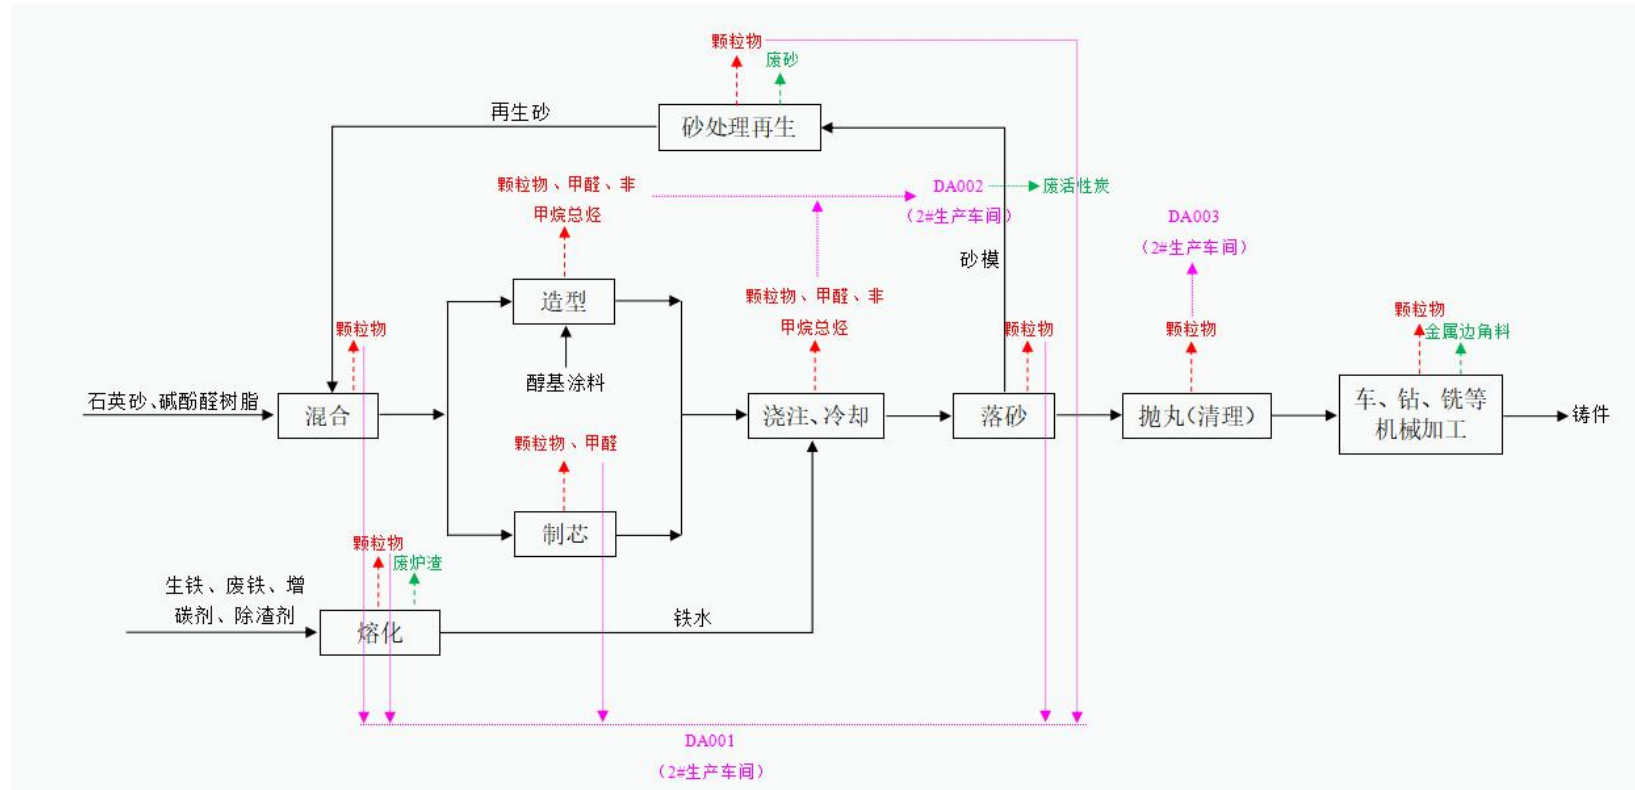 颗粒物
废砂
再生砂
砂处理再生
颗粒物、甲醛、非
甲烷总烃
DA002
废活性炭
(2#生产车间)
DA003
(2#生产车间)
砂模
造型
颗粒物、甲醛、非
甲烷总烃
颗粒物
颗粒物
颗粒物
颗粒物
金属边角料
醇基涂料
石英砂、碱酚醛树脂
混合
浇注、冷却
落砂
抛丸（清理）
车、钻、铣等
机械加工
铸件
颗粒物、甲醛
制芯
颗粒物
废炉渣
生铁、废铁、增
碳剂、除渣剂
熔化
铁水
DA001
（2#生产车间）